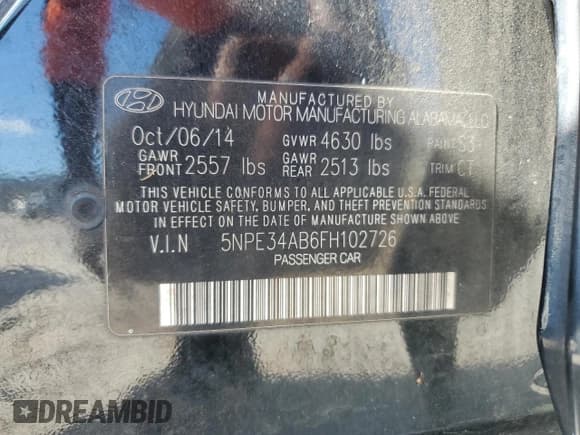 MANUFACTURED BY
HYUNDAI MOTOR MANUFACTURING ALABAMA, LLC
Oct/06/14 GVWR 4630 lbs PAINT S3
GAWR FRONT 2557 lbs GAWR REAR 2513 lbs TRIM CT
THIS VEHICLE CONFORMS TO ALL APPLICABLE U.S.A. FEDERAL
MOTOR VEHICLE SAFETY, BUMPER, AND THEFT PREVENTION STANDARDS
IN EFFECT ON THE DATE OF MANUFACTURE SHOWN ABOVE.
V.I.N 5NPE34AB6FH102726
PASSENGER CAR
DREAMBID